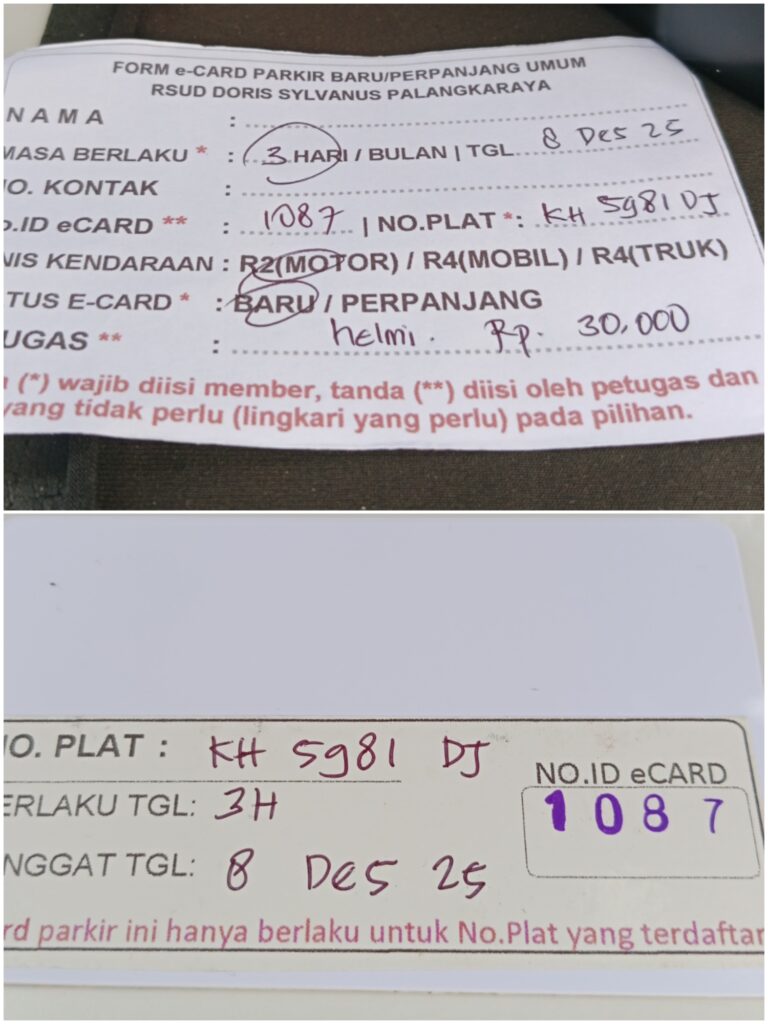 FORM e-CARD PARKIR BARU/PERPANJANG UMUM
RSUD DORIS SYLVANUS PALANGKARAYA
NAMA :
MASA BERLAKU * : (3 HARI / BULAN | TGL 8 Des 25
O. KONTAK :
.ID eCARD ** : 1087 | NO.PLAT *: KH 5981 DJ
NIS KENDARAAN : R2(MOTOR) / R4(MOBIL) / R4(TRUK)
TUS E-CARD * : BARU / PERPANJANG
UGAS ** : helmi. Rp. 30.000
(*) wajib diisi member, tanda (**) diisi oleh petugas dan
yang tidak perlu (lingkari yang perlu) pada pilihan.
O. PLAT : KH 5981 DJ
ERLAKU TGL: 3H
NGGAT TGL: 8 Des 25
NO.ID eCARD
1087
rd parkir ini hanya berlaku untuk No.Plat yang terdaftar